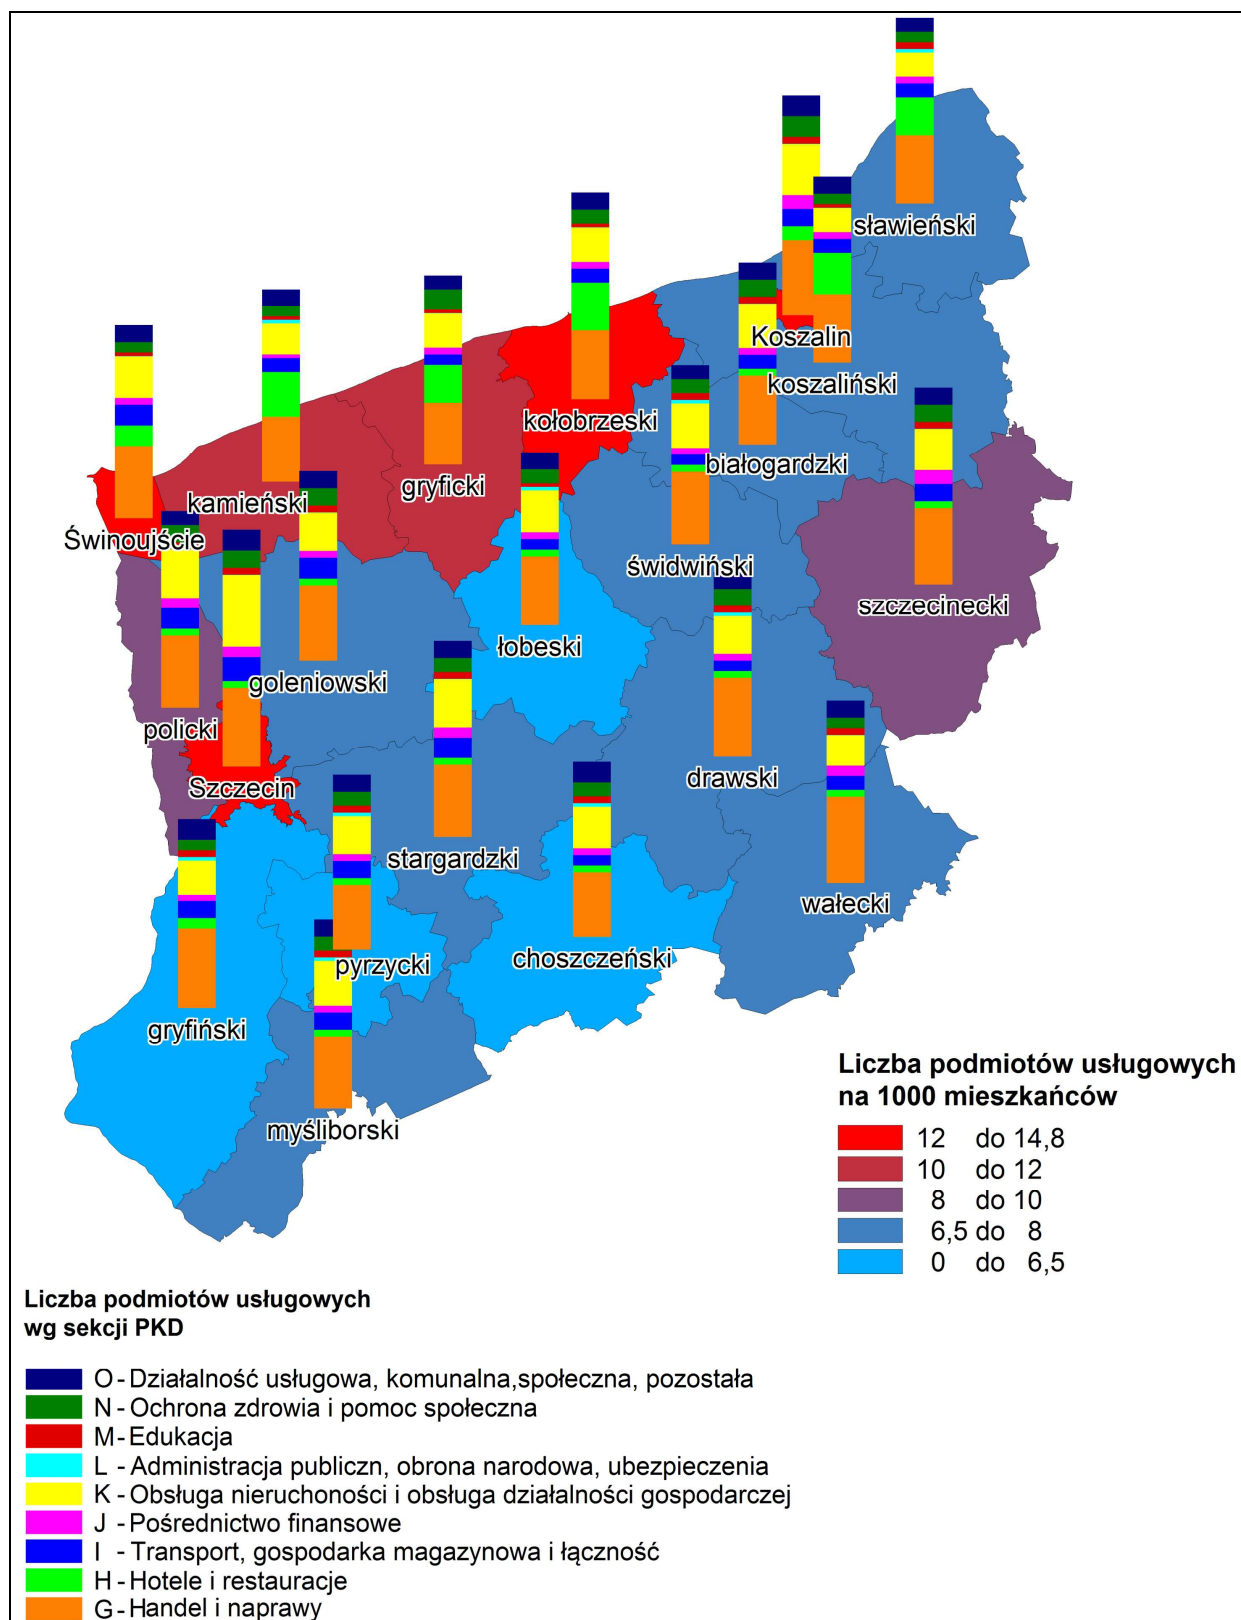 sławieński
Koszalin
koszaliński
kołobrzeski
białogardzki
gryficki
kamieński
Świnoujście
świdwiński
szczecinecki
łobeski
goleniowski
policki
Szczecin
drawski
stargardzki
wałecki
choszczeński
pyrzycki
gryfiński
myśliborski
Liczba podmiotów usługowych
na 1000 mieszkańców
12 do 14,8
10 do 12
8 do 10
6,5 do 8
0 do 6,5
Liczba podmiotów usługowych
wg sekcji PKD
O - Działalność usługowa, komunalna,społeczna, pozostała
N - Ochrona zdrowia i pomoc społeczna
M - Edukacja
L - Administracja publiczn, obrona narodowa, ubezpieczenia
K - Obsługa nieruchoności i obsługa działalności gospodarczej
J - Pośrednictwo finansowe
I - Transport, gospodarka magazynowa i łączność
H - Hotele i restauracje
G - Handel i naprawy